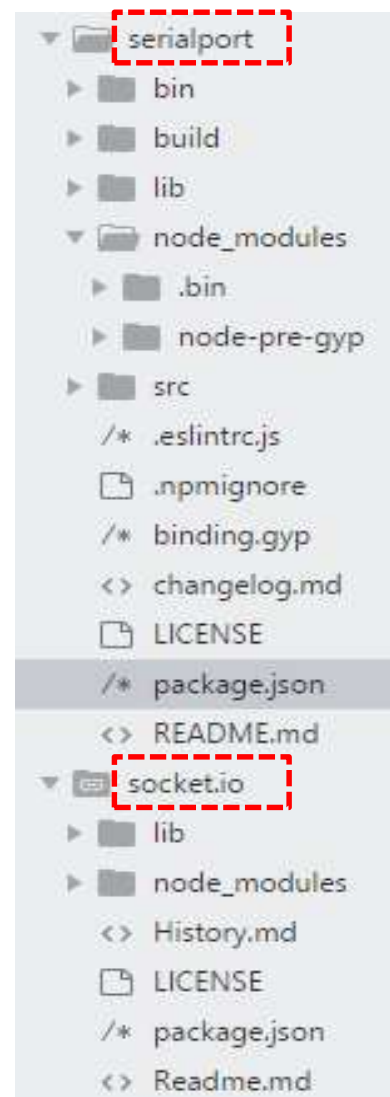 serialport
bin
build
lib
node_modules
.bin
node-pre-gyp
src
/* .eslintrc.js
.npmignore
/* binding.gyp
<> changelog.md
LICENSE
/* package.json
<> README.md
socket.io
lib
node_modules
<> History.md
LICENSE
/* package.json
<> Readme.md